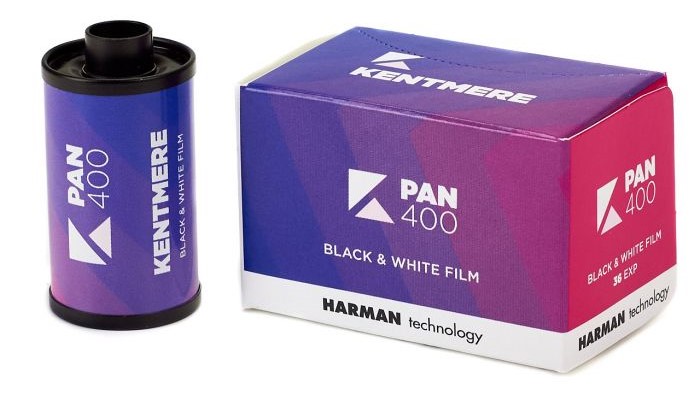 PAN
400
KENTMERE
BLACK & WHITE FILM
KENTMERE
PAN
400
BLACK & WHITE FILM
HARMAN technology
PAN
400
BLACK & WHITE FILM
36 EXP
HARMAN technology